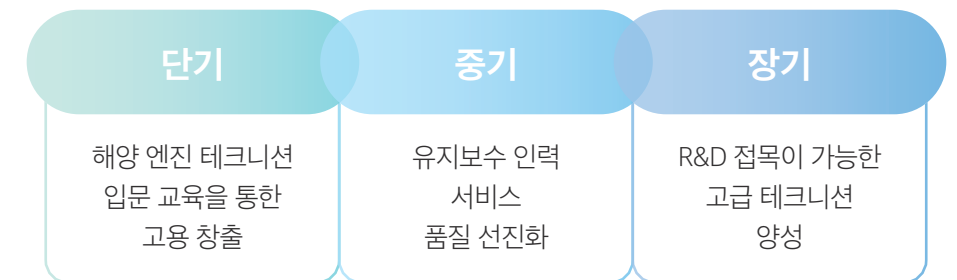 단기
해양 엔진 테크니션
입문 교육을 통한
고용 창출
중기
유지보수 인력
서비스
품질 선진화
장기
R&D 접목이 가능한
고급 테크니션
양성